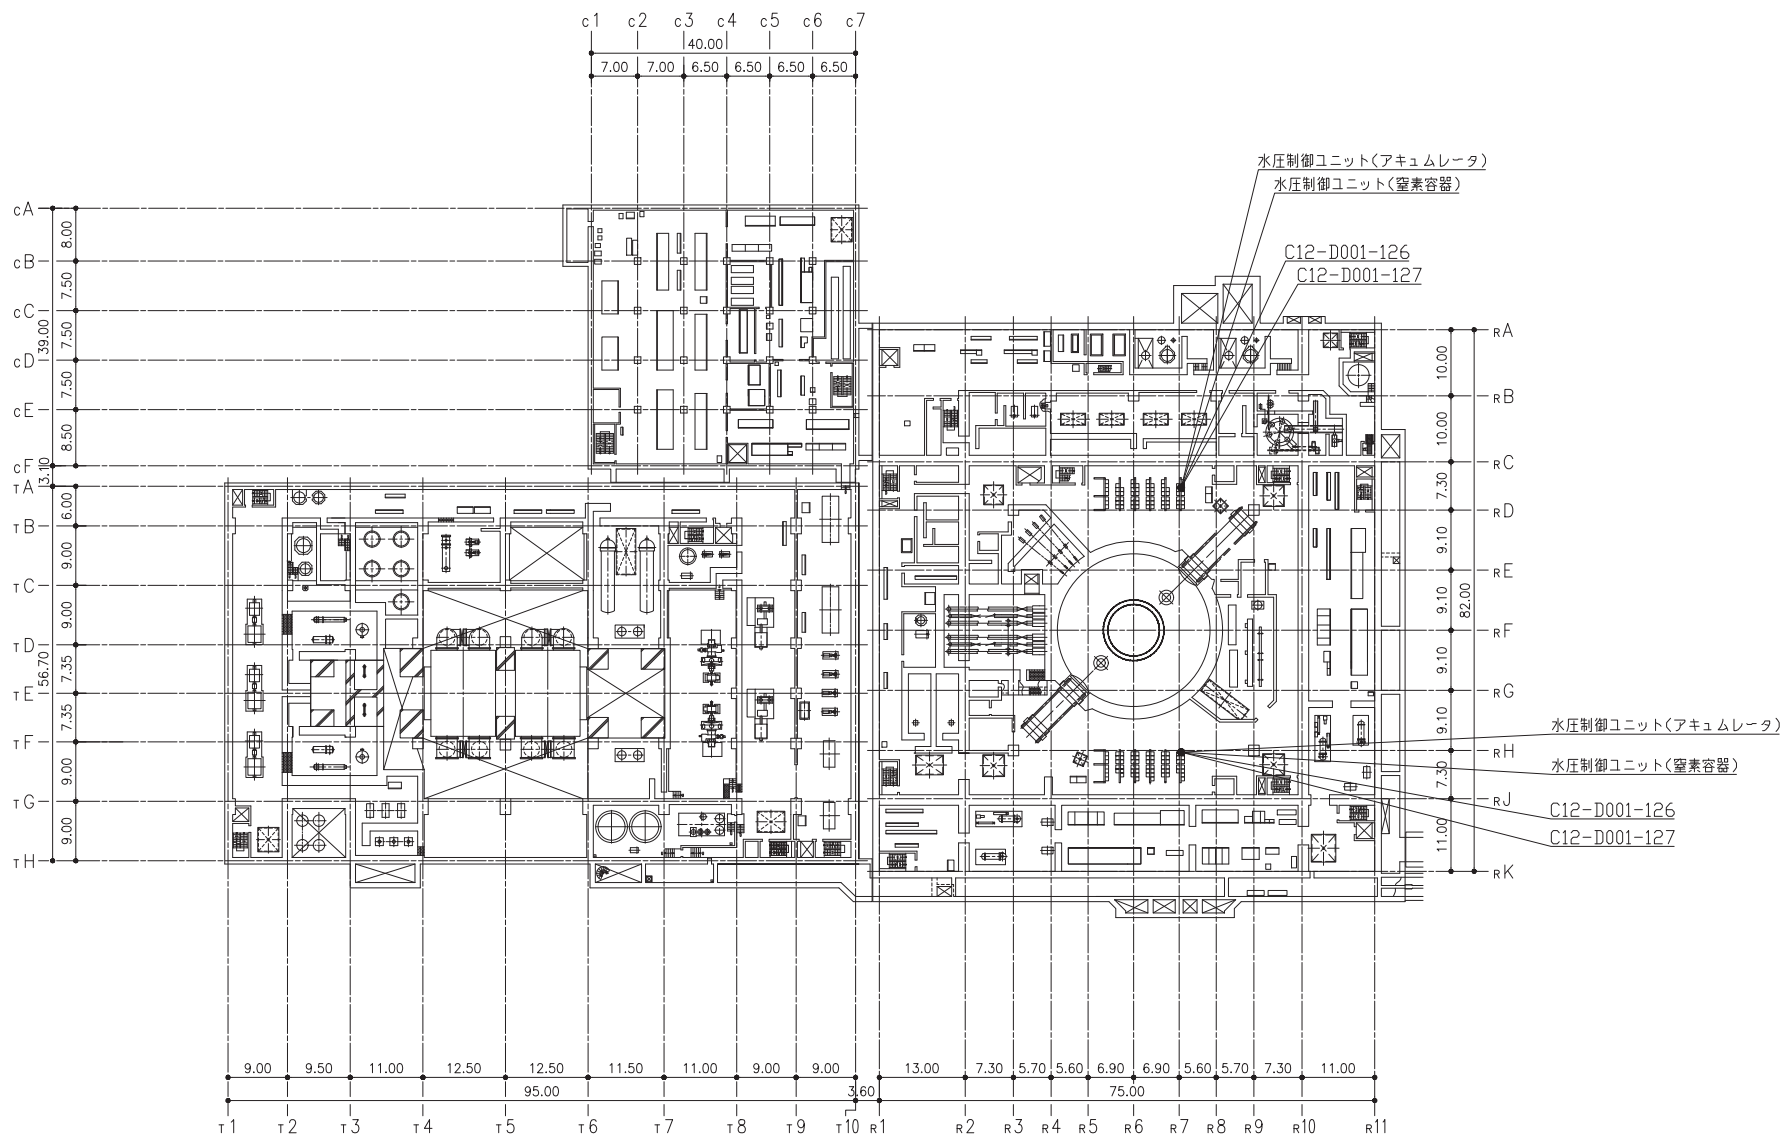 c1 c2 c3 c4 c5 c6 c7
40.00
7.00 7.00 6.50 6.50 6.50 6.50
水圧制御ユニット(アキュムレータ)
水圧制御ユニット(窒素容器)
C12-D001-126
C12-D001-127
cA
8.00
cB
7.50
cC
39.00
7.50
cD
7.50
cE
8.50
cF
3.10
TA
6.00
TB
9.00
TC
9.00
TD
56.70
7.35
TE
7.35
TF
9.00
TG
9.00
TH
RA
10.00
RB
10.00
RC
7.30
RD
9.10
RE
9.10
82.00
RF
9.10
RG
9.10
RH
7.30
RJ
11.00
RK
水圧制御ユニット(アキュムレータ)
水圧制御ユニット(窒素容器)
C12-D001-126
C12-D001-127
9.00 9.50 11.00 12.50 12.50 11.50 11.00 9.00 9.00 13.00 7.30 5.70 5.60 6.90 6.90 5.60 5.70 7.30 11.00
95.00 3.60 75.00
T1 T2 T3 T4 T5 T6 T7 T8 T9 T10 R1 R2 R3 R4 R5 R6 R7 R8 R9 R10 R11